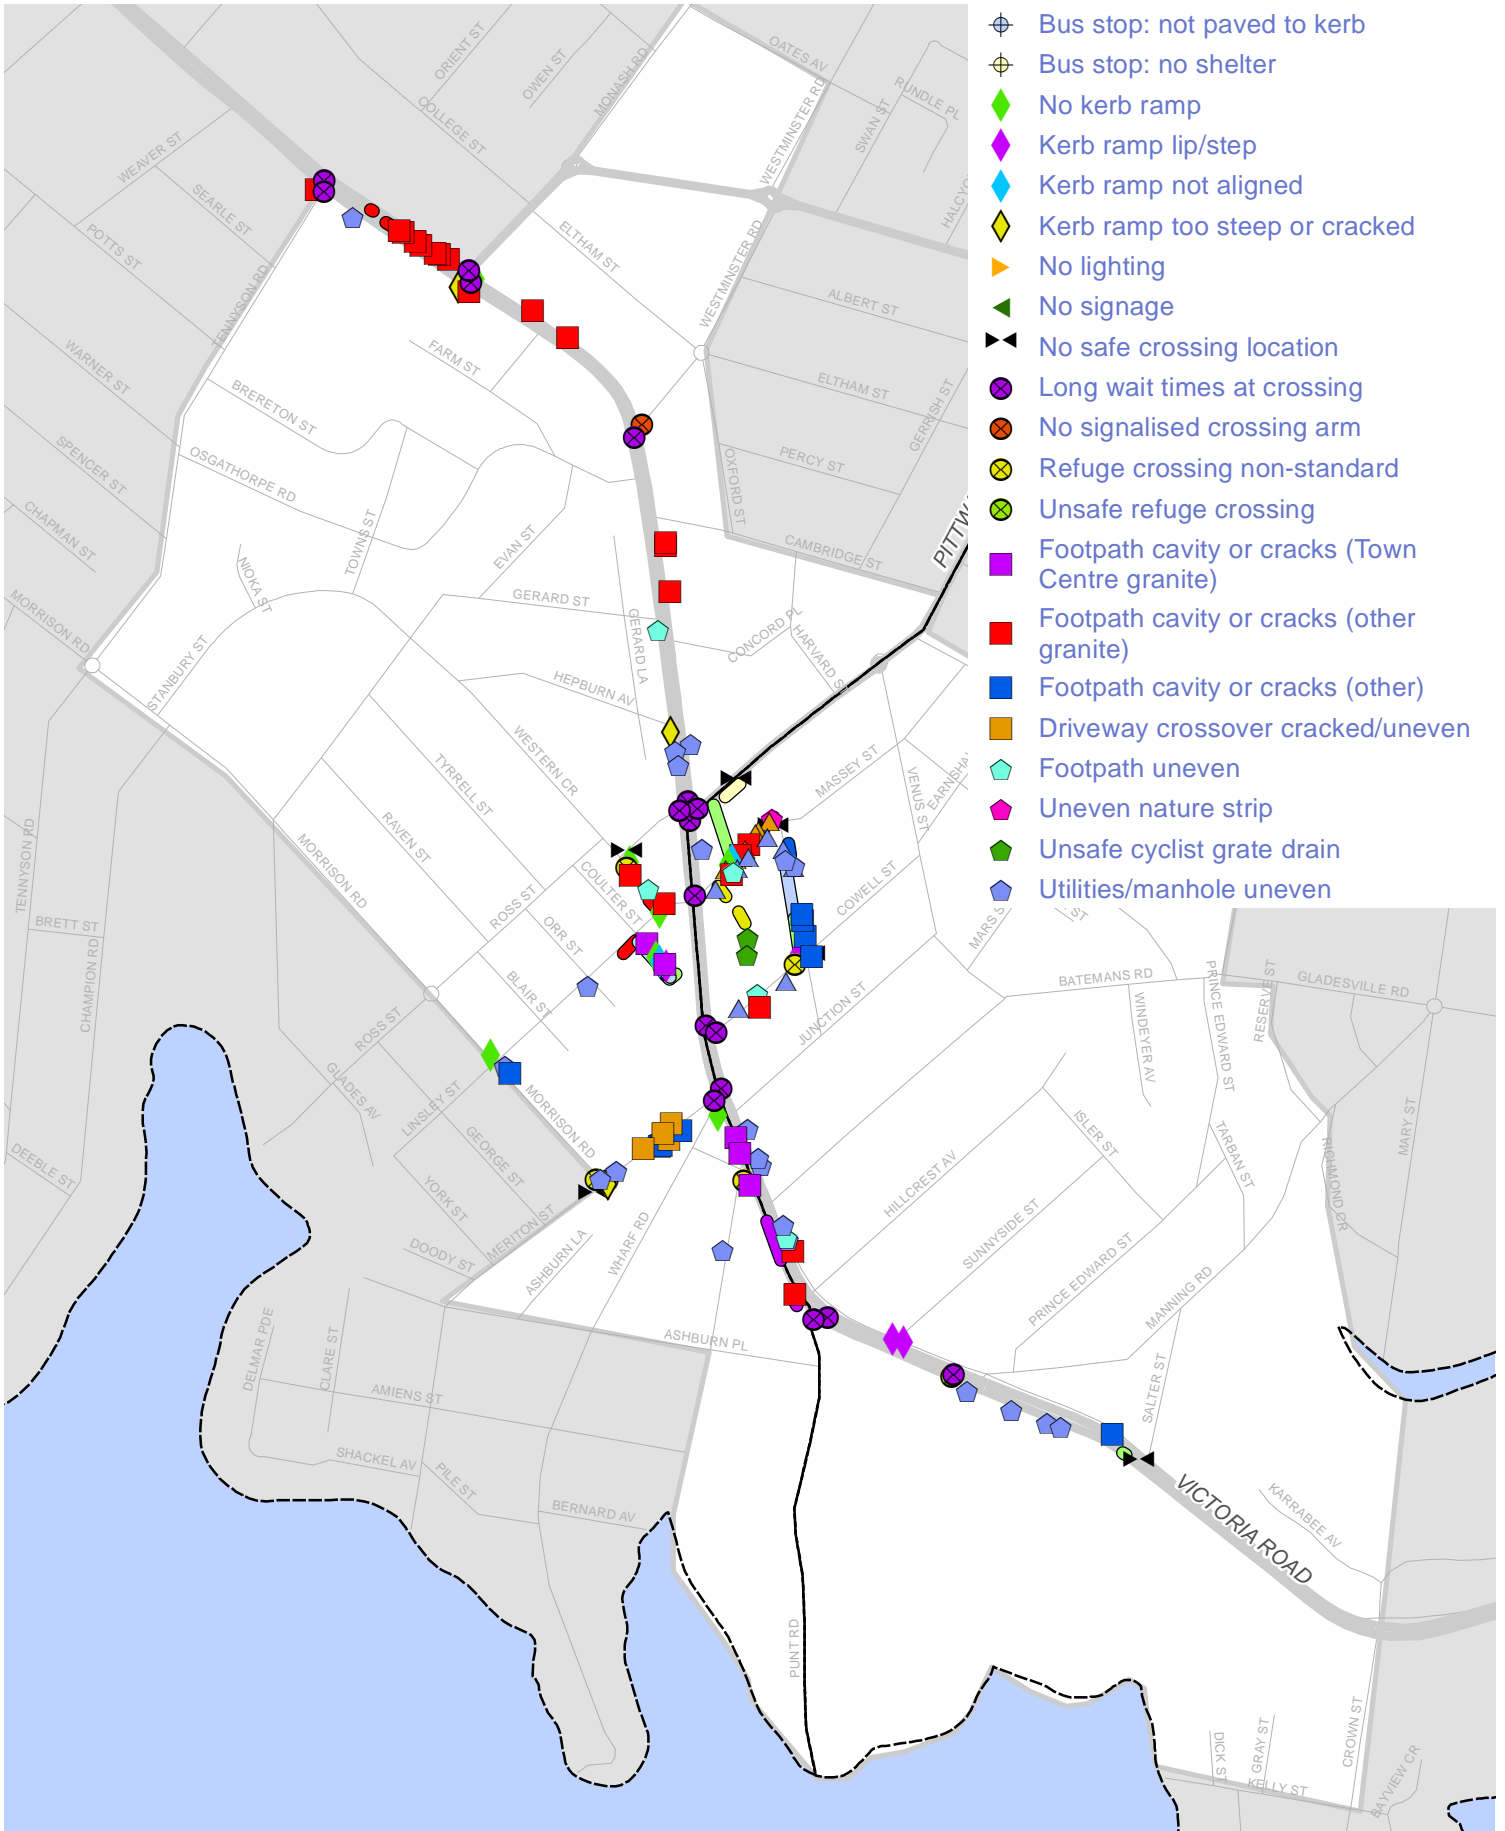 Bus stop: not paved to kerb
Bus stop: no shelter
No kerb ramp
Kerb ramp lip/step
Kerb ramp not aligned
Kerb ramp too steep or cracked
No lighting
No signage
No safe crossing location
Long wait times at crossing
No signalised crossing arm
Refuge crossing non-standard
Unsafe refuge crossing
Footpath cavity or cracks (Town
Centre granite)
Footpath cavity or cracks (other
granite)
Footpath cavity or cracks (other)
Driveway crossover cracked/uneven
Footpath uneven
Uneven nature strip
Unsafe cyclist grate drain
Utilities/manhole uneven
ORIENT ST
OWEN ST
MONASH RD
OATES AV
RUNDLE PL
COLLEGE ST
WESTMINSTER RD
SWAN ST
WEAVER ST
SEARLE ST
POTTS ST
ELTHAM ST
WESTMINSTER RD
TENNYSON RD
ALBERT ST
WARNER ST
FARM ST
BRERETON ST
ELTHAM ST
GERRISH ST
SPENCER ST
OSGATHORPE RD
PERCY ST
OXFORD ST
CHAPMAN ST
TOWNS ST
EVAN ST
CAMBRIDGE ST
NIOKA ST
GERARD ST
MORRISON RD
GERARD LA
CONCORD PL
STANBURY ST
HEPBURN AV
WESTERN CR
TYRRELL ST
MASSEY ST
VENUS ST
RAVEN ST
MORRISON RD
TENNYSON RD
COULTER ST
ROSS ST
COWELL ST
ORR ST
BRETT ST
CHAMPION RD
BLAIR ST
BATEMANS RD
PRINCE EDWARD ST
RESERVE ST
GLADESVILLE RD
WINDEYER AV
JUNCTION ST
ROSS ST
GLADES AV
LINSLEY ST
MORRISON RD
GEORGE ST
ISLER ST
TARBAN ST
MARY ST
RICHMOND CR
DEEBLE ST
YORK ST
HILLCREST AV
MERITON ST
DOODY ST
ASHBURN LA
WHARF RD
SUNNYSIDE ST
PRINCE EDWARD ST
MANNING RD
ASHBURN PL
DELMAR PDE
CLARE ST
AMIENS ST
SALTER ST
SHACKEL AV
PILE ST
BERNARD AV
VICTORIA ROAD
KARRABEE AV
PUNT RD
CROWN ST
DICK ST
GRAY ST
KELLY ST
BAYVIEW CR